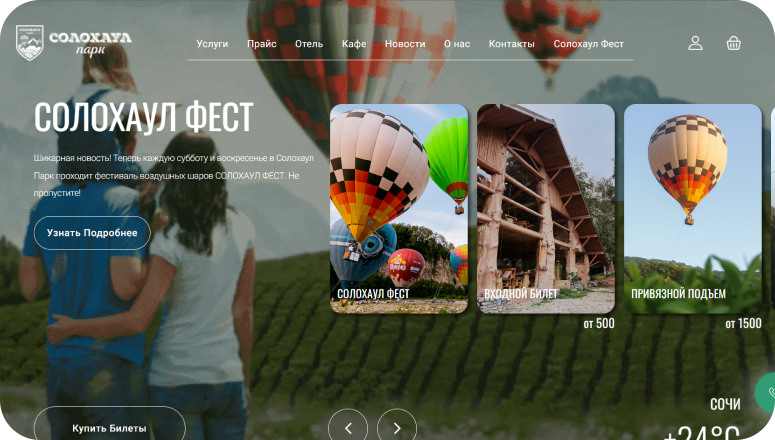 СОЛОХАУЛ
парк
Услуги Прайс Отель Кафе Новости О нас Контакты Солохаул Фест
СОЛОХАУЛ ФЕСТ
Шикарная новость! Теперь каждую субботу и воскресенье в Солохаул
Парк проходит фестиваль воздушных шаров СОЛОХАУЛ ФЕСТ. Не
пропустите!
Узнать Подробнее
СОЛОХАУЛ ФЕСТ
ВХОДНОЙ БИЛЕТ
от 500
ПРИВЯЗНОЙ ПОДЪЕМ
от 1500
Купить Билеты
СОЧИ
+24°C